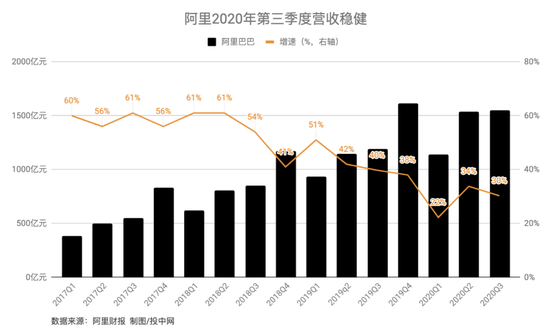 阿里2020年第三季度营收稳健
阿里巴巴 增速（%，右轴）
2000亿元
1500亿元
1000亿元
500亿元
0亿元
80%
60%
40%
20%
0%
60% 56% 61% 56% 61% 61% 54% 41% 51% 42% 40% 38% 22% 34% 30%
2017Q1 2017Q2 2017Q3 2017Q4 2018Q1 2018Q2 2018Q3 2018Q4 2019Q1 2019q2 2019Q3 2019Q4 2020Q1 2020Q2 2020Q3
数据来源：阿里财报 制图/投中网